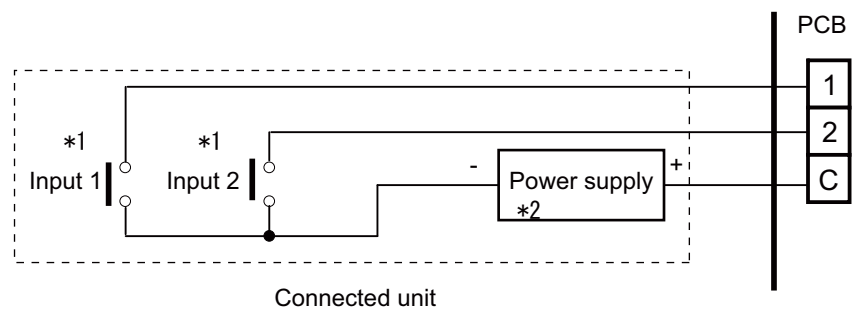 PCB
1
2
C
*1
Input 1
*1
Input 2
-
Power supply
*2
+
Connected unit